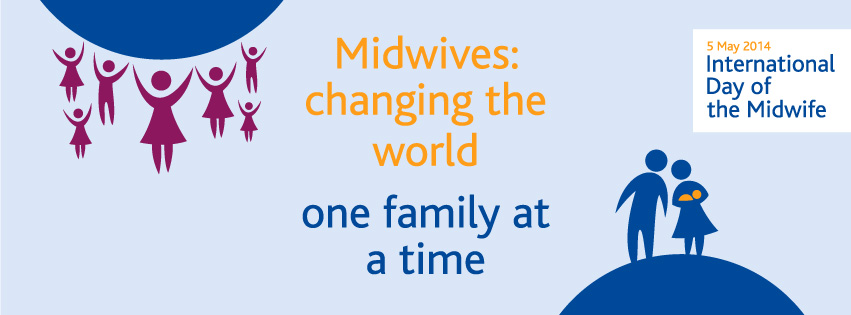 Midwives:
changing the
world
one family at
a time
5 May 2014
International
Day of
the Midwife